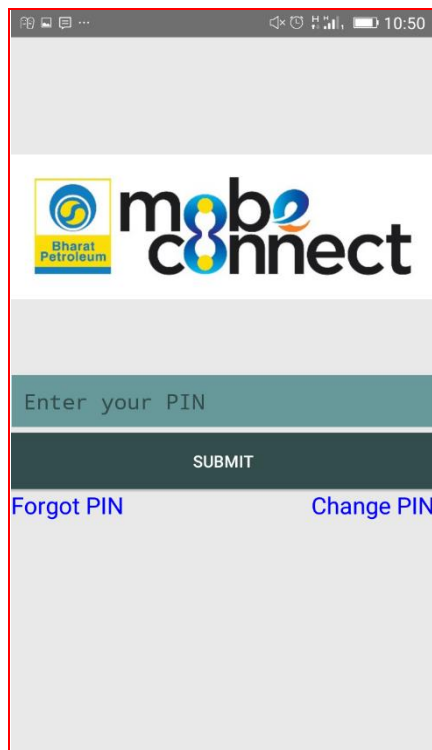 10:50
Bharat
Petroleum
mobe
connect
Enter your PIN
SUBMIT
Forgot PIN
Change PIN